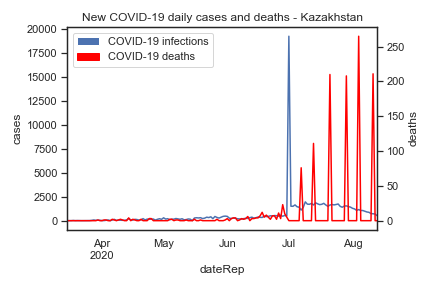 New COVID-19 daily cases and deaths - Kazakhstan
COVID-19 infections
COVID-19 deaths
20000
17500
15000
12500
10000
7500
5000
2500
0
cases
250
200
150
100
50
0
deaths
Apr
2020
May
Jun
Jul
Aug
dateRep